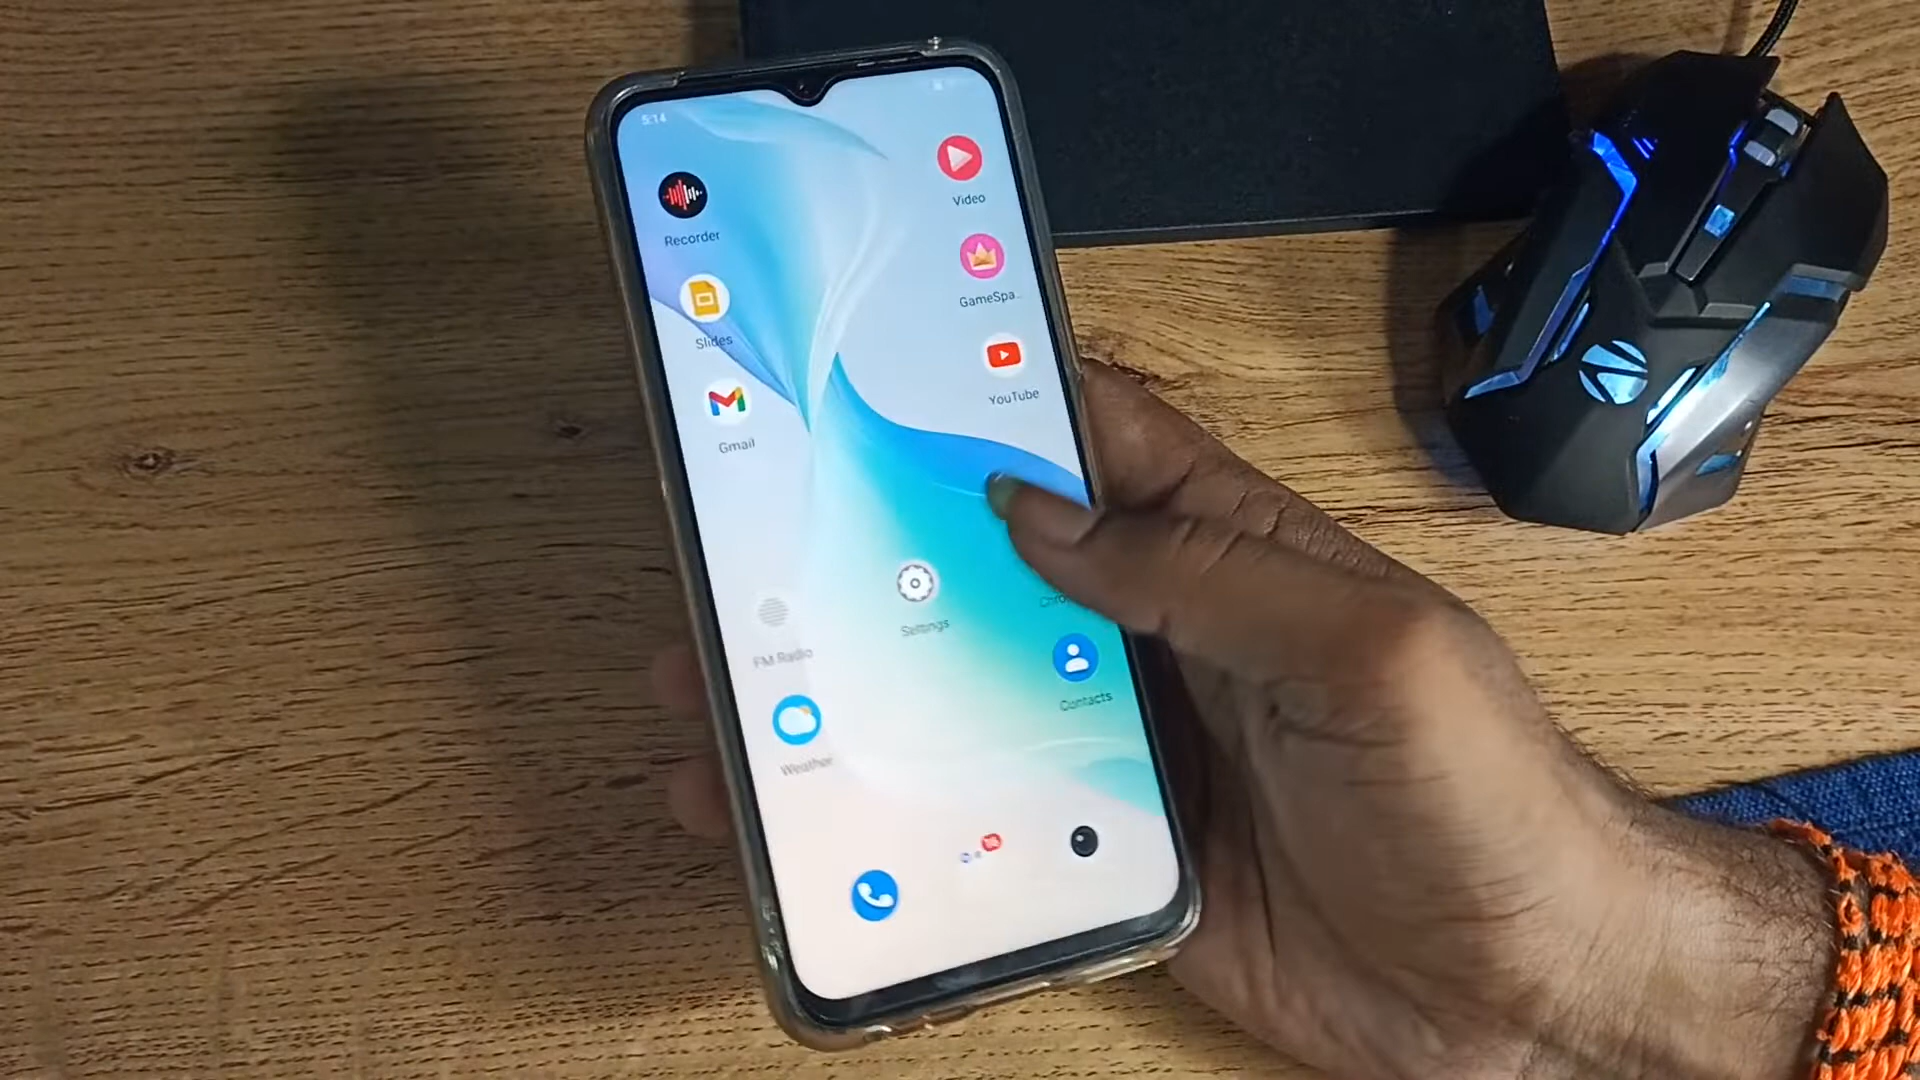 5:14
Recorder
Video
Slides
GameSpa...
Gmail
YouTube
FM Radio
Settings
Weather
Contacts